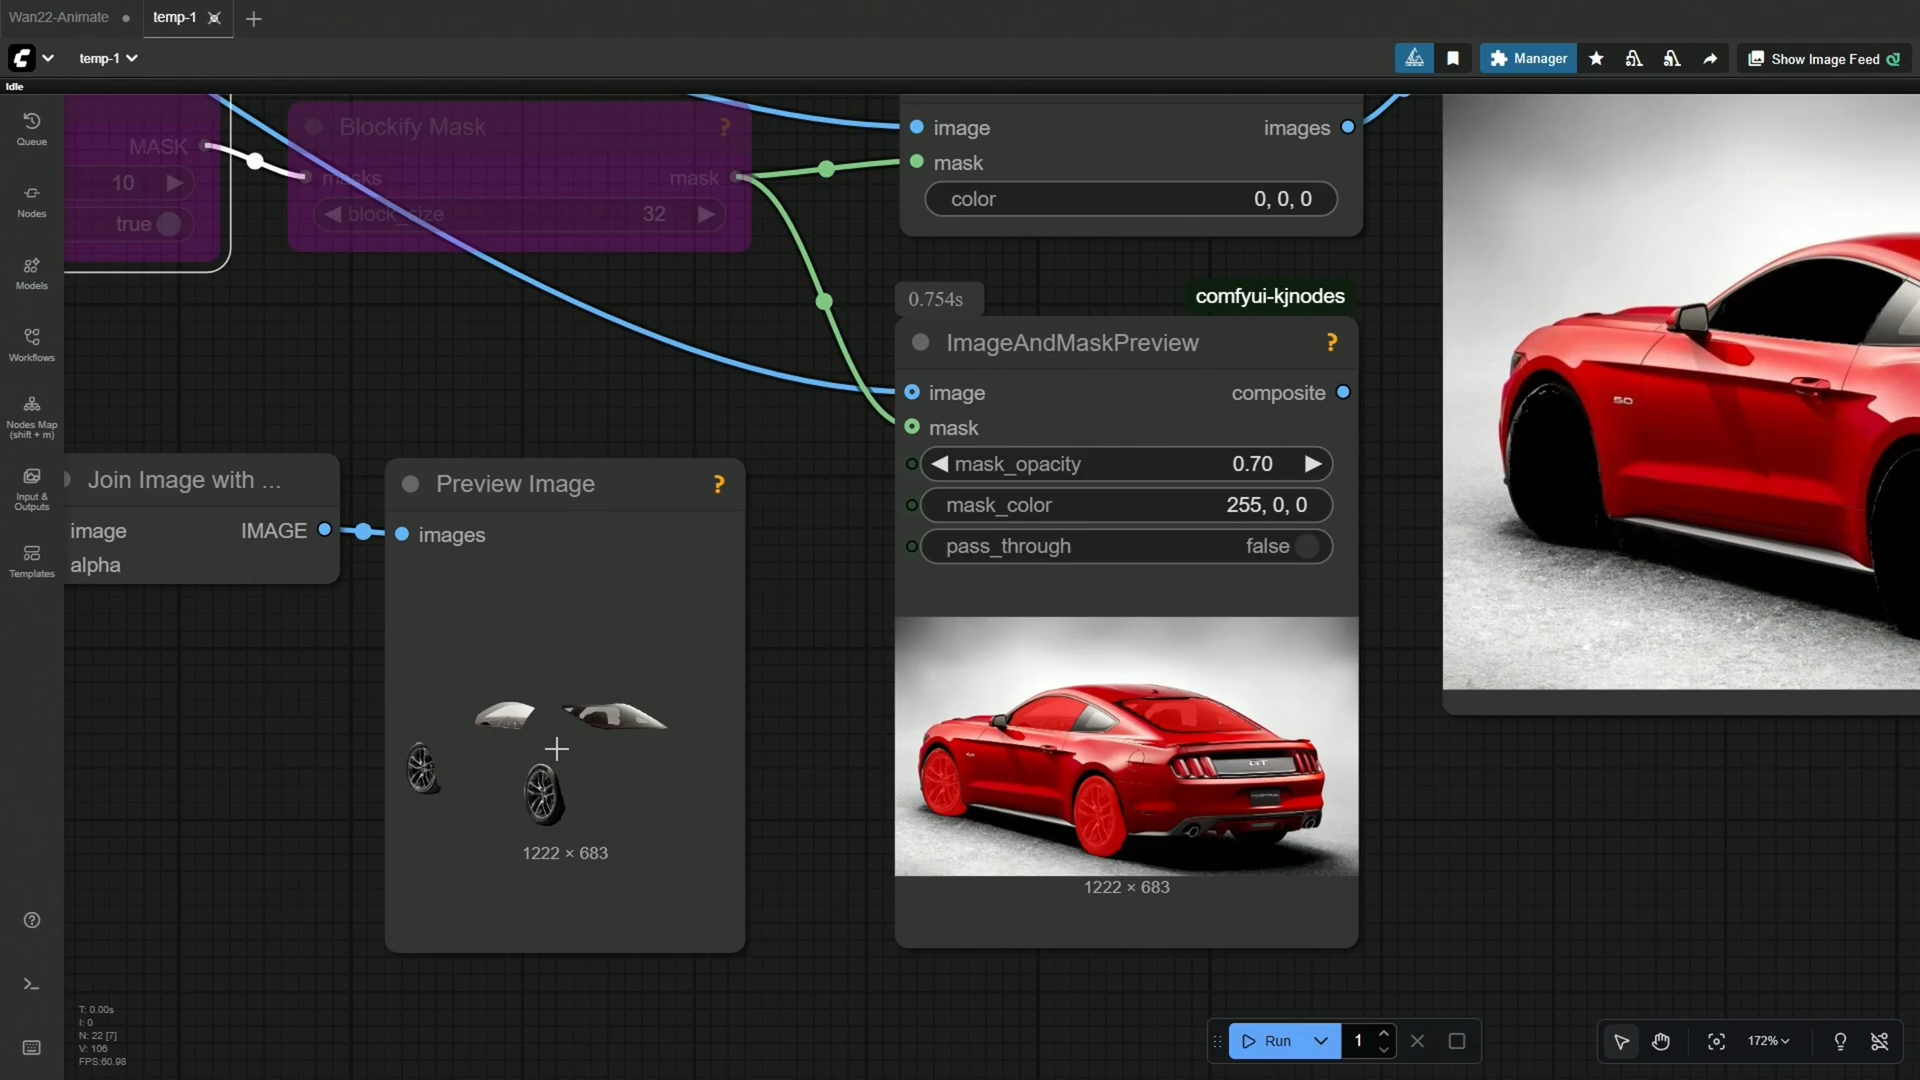 Wan22-Animate
temp-1
temp-1
Manager
Show Image Feed
Idle
Queue
Nodes
Models
Workflows
Nodes Map
(shift + m)
Input &
Outputs
Templates
MASK
10
true
Blockify Mask
?
masks
mask
block_size
32
image
images
mask
color
0, 0, 0
0.754s
comfyui-kjnodes
ImageAndMaskPreview
?
image
composite
mask
mask_opacity
0.70
mask_color
255, 0, 0
pass_through
false
Join Image with ...
image
IMAGE
alpha
Preview Image
?
images
1222 × 683
GT
1222 × 683
5.0
T: 0.00s
I: 0
N: 22 [7]
V: 106
FPS:60.98
Run
1
172%